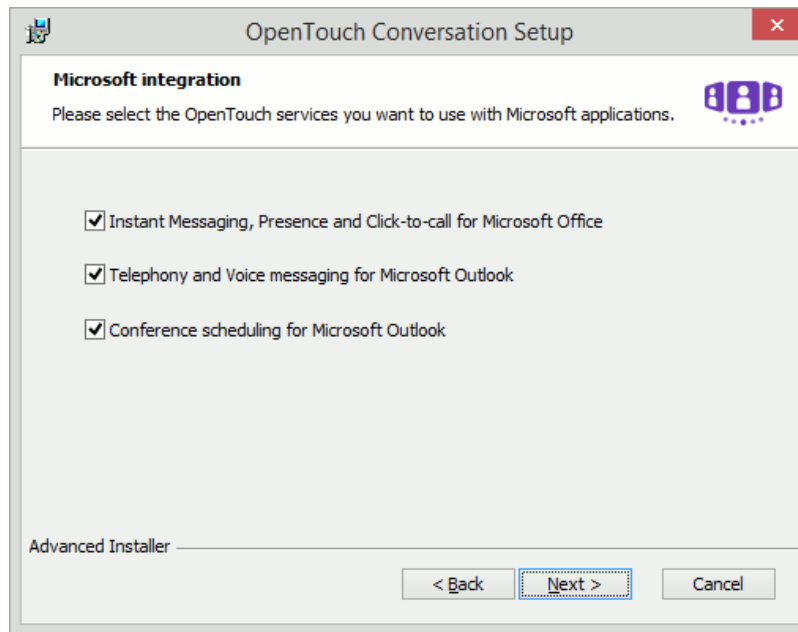 OpenTouch Conversation Setup
Microsoft integration
Please select the OpenTouch services you want to use with Microsoft applications.
Instant Messaging, Presence and Click-to-call for Microsoft Office
Telephony and Voice messaging for Microsoft Outlook
Conference scheduling for Microsoft Outlook
Advanced Installer
< Back
Next >
Cancel